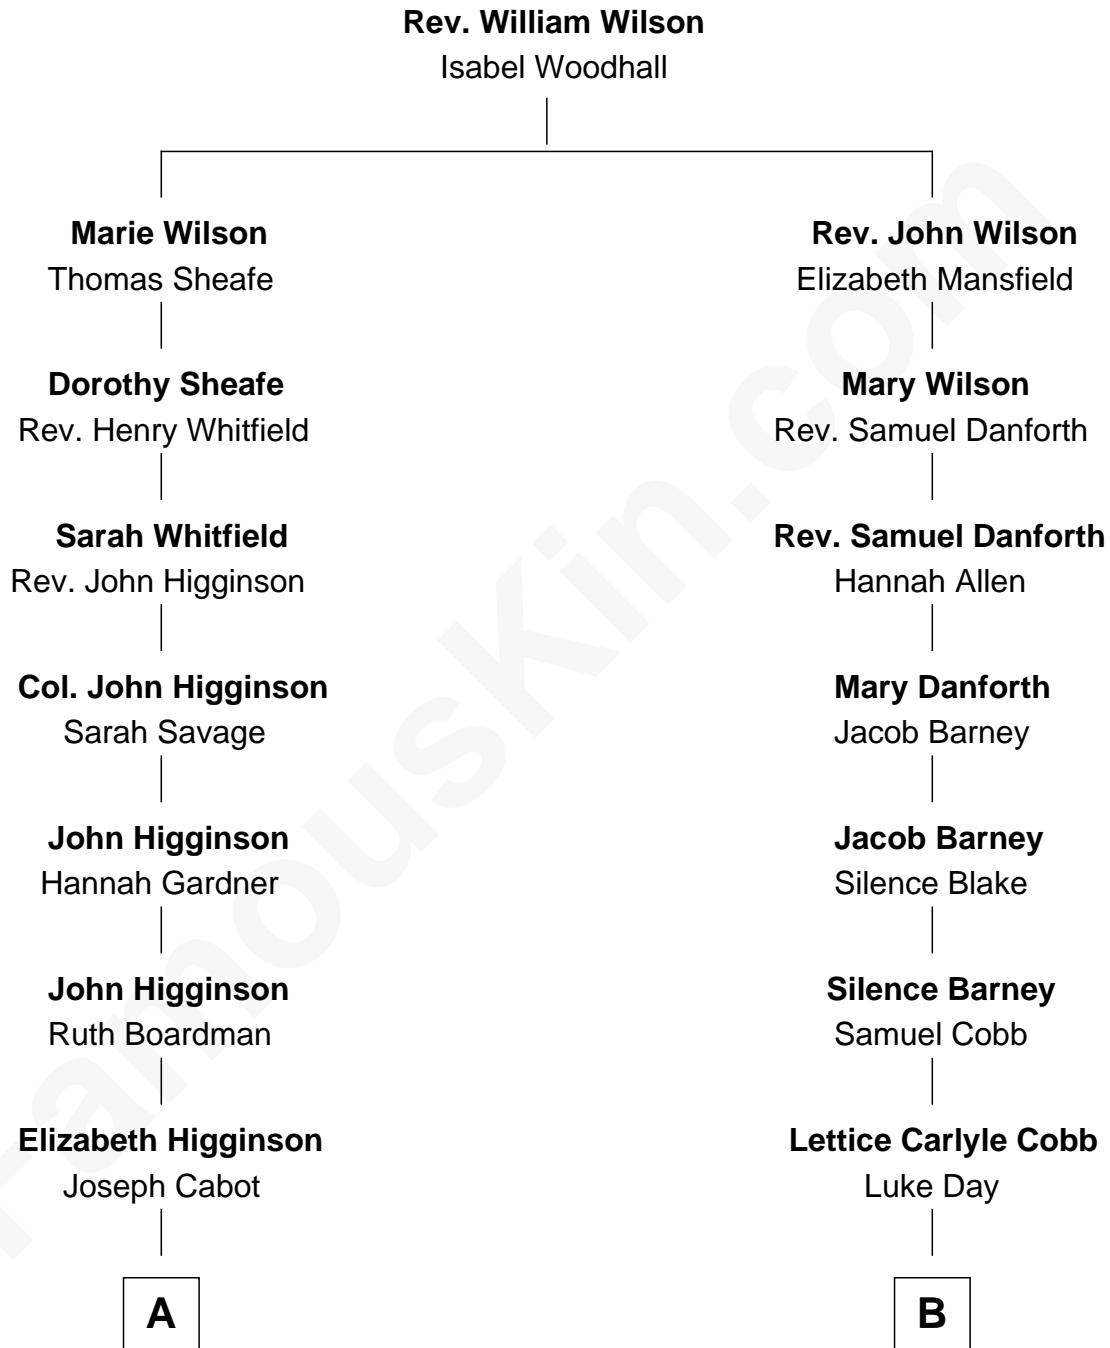 Rev. William Wilson
Isabel Woodhall
Marie Wilson
Thomas Sheafe
Rev. John Wilson
Elizabeth Mansfield
Dorothy Sheafe
Rev. Henry Whitfield
Mary Wilson
Rev. Samuel Danforth
Sarah Whitfield
Rev. John Higginson
Rev. Samuel Danforth
Hannah Allen
Col. John Higginson
Sarah Savage
Mary Danforth
Jacob Barney
John Higginson
Hannah Gardner
Jacob Barney
Silence Blake
John Higginson
Ruth Boardman
Silence Barney
Samuel Cobb
Elizabeth Higginson
Joseph Cabot
Lettice Carlyle Cobb
Luke Day
A
B
FamousKin.com